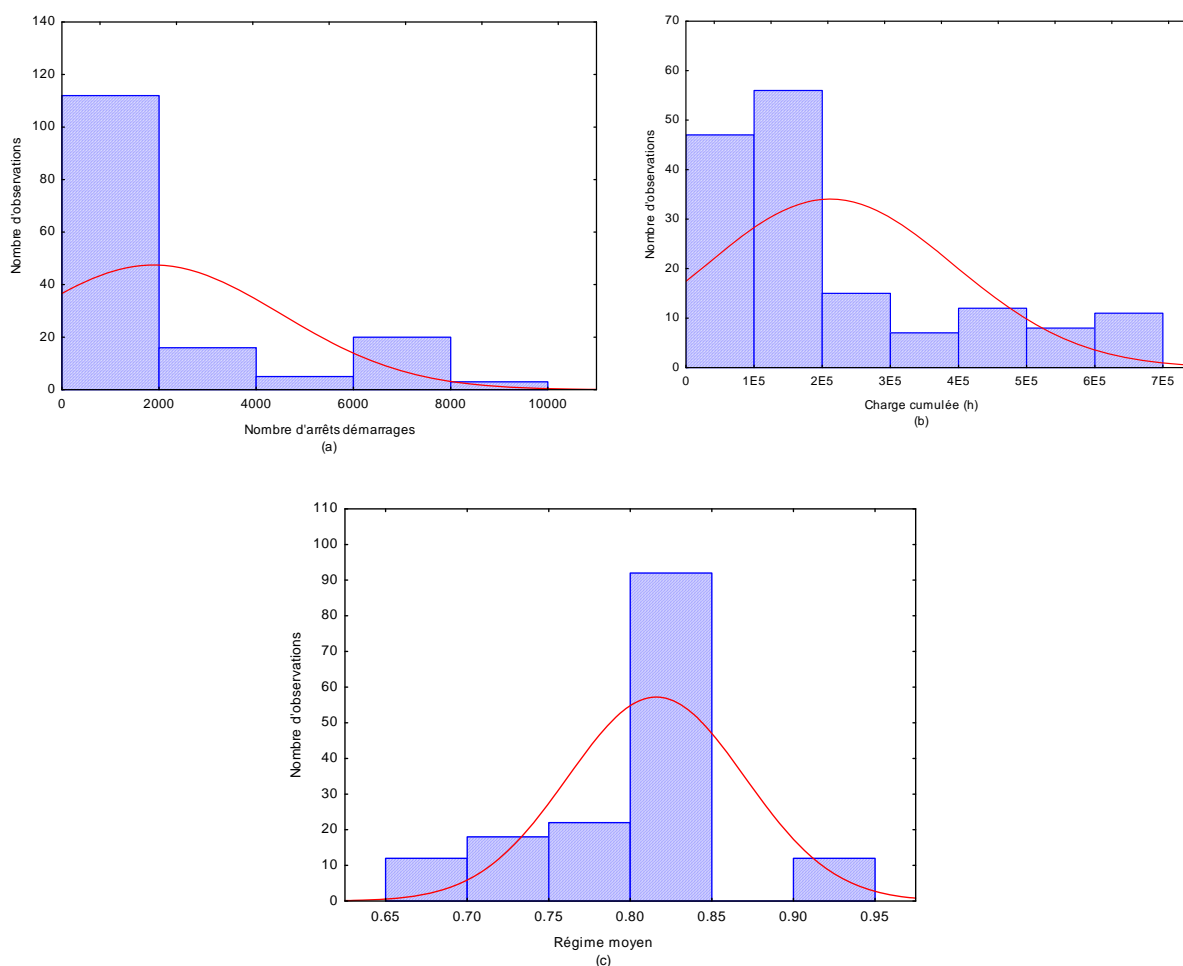 140
120
100
80
60
40
20
0
Nombre d'observations
0 2000 4000 6000 8000 10000
Nombre d'arrêts démarrages
(a)
70
60
50
40
30
20
10
0
Nombre d'observations
0 1E5 2E5 3E5 4E5 5E5 6E5 7E5
Charge cumulée (h)
(b)
110
100
90
80
70
60
50
40
30
20
10
0
Nombre d'observations
0.65 0.70 0.75 0.80 0.85 0.90 0.95
Régime moyen
(c)